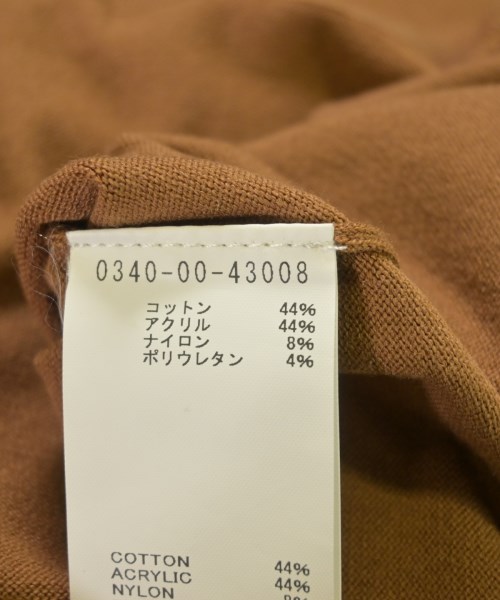 0340-00-43008
コットン 44%
アクリル 44%
ナイロン 8%
ポリウレタン 4%
COTTON 44%
ACRYLIC 44%
NYLON 8%